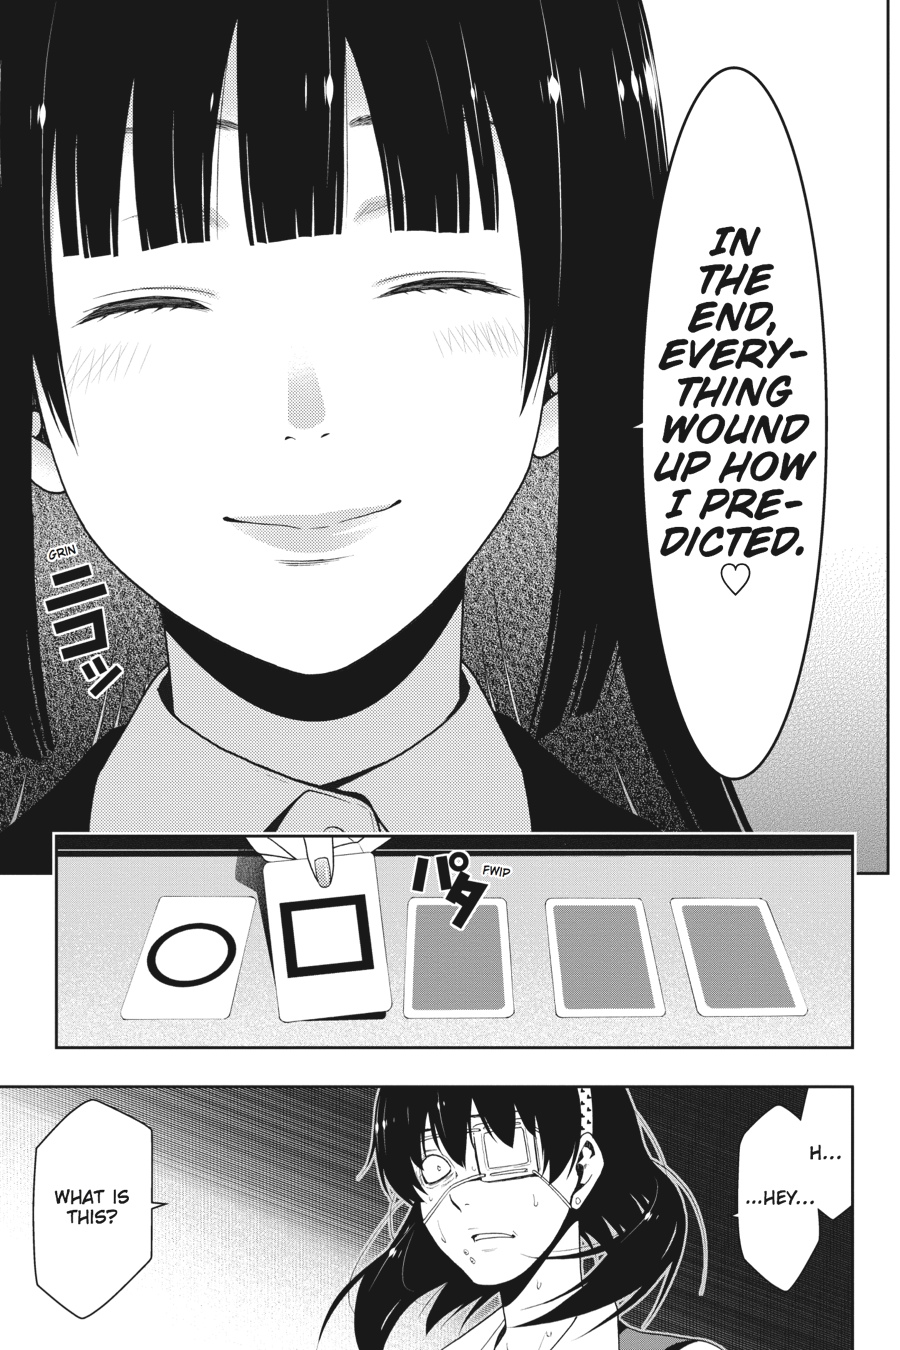 IN
THE
END,
EVERY-
THING
WOUND
UP HOW
I PRE-
DICTED.
♡
GRIN
ニコッ
パタ
FWIP
H...
...HEY...
WHAT IS
THIS?